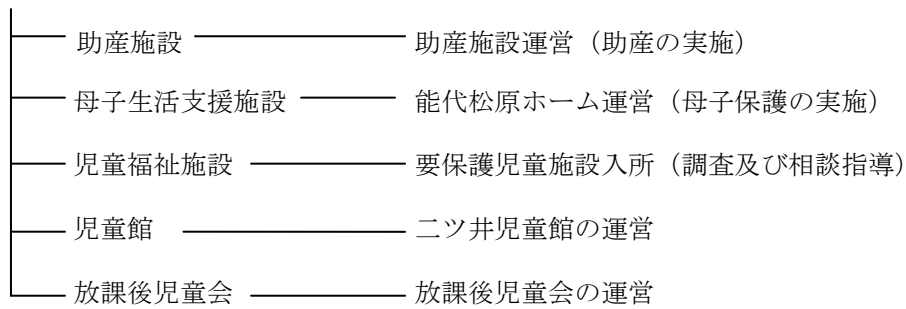 助産施設 助産施設運営（助産の実施）
母子生活支援施設 能代松原ホーム運営（母子保護の実施）
児童福祉施設 要保護児童施設入所（調査及び相談指導）
児童館 二ツ井児童館の運営
放課後児童会 放課後児童会の運営